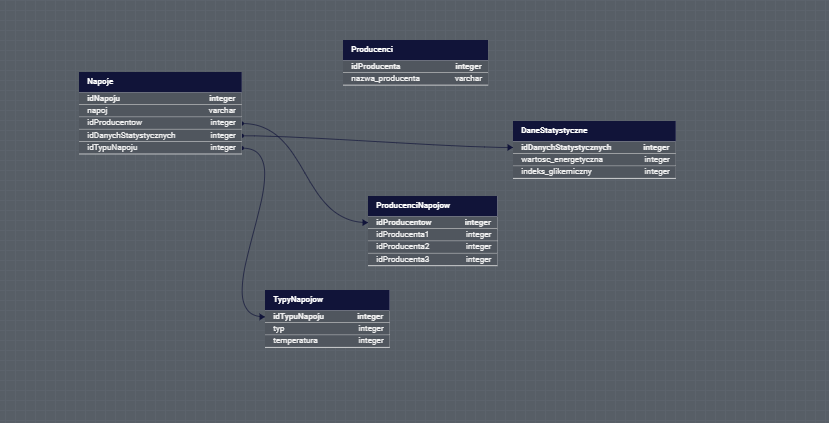 Producenci
idProducenta integer
nazwa_producenta varchar
Napoje
idNapoju integer
napoj varchar
idProducentow integer
idDanychStatystycznych integer
idTypuNapoju integer
DaneStatystyczne
idDanychStatystycznych integer
wartosc_energetyczna integer
indeks_glikemiczny integer
ProducenciNapojow
idProducentow integer
idProducenta1 integer
idProducenta2 integer
idProducenta3 integer
TypyNapojow
idTypuNapoju integer
typ integer
temperatura integer